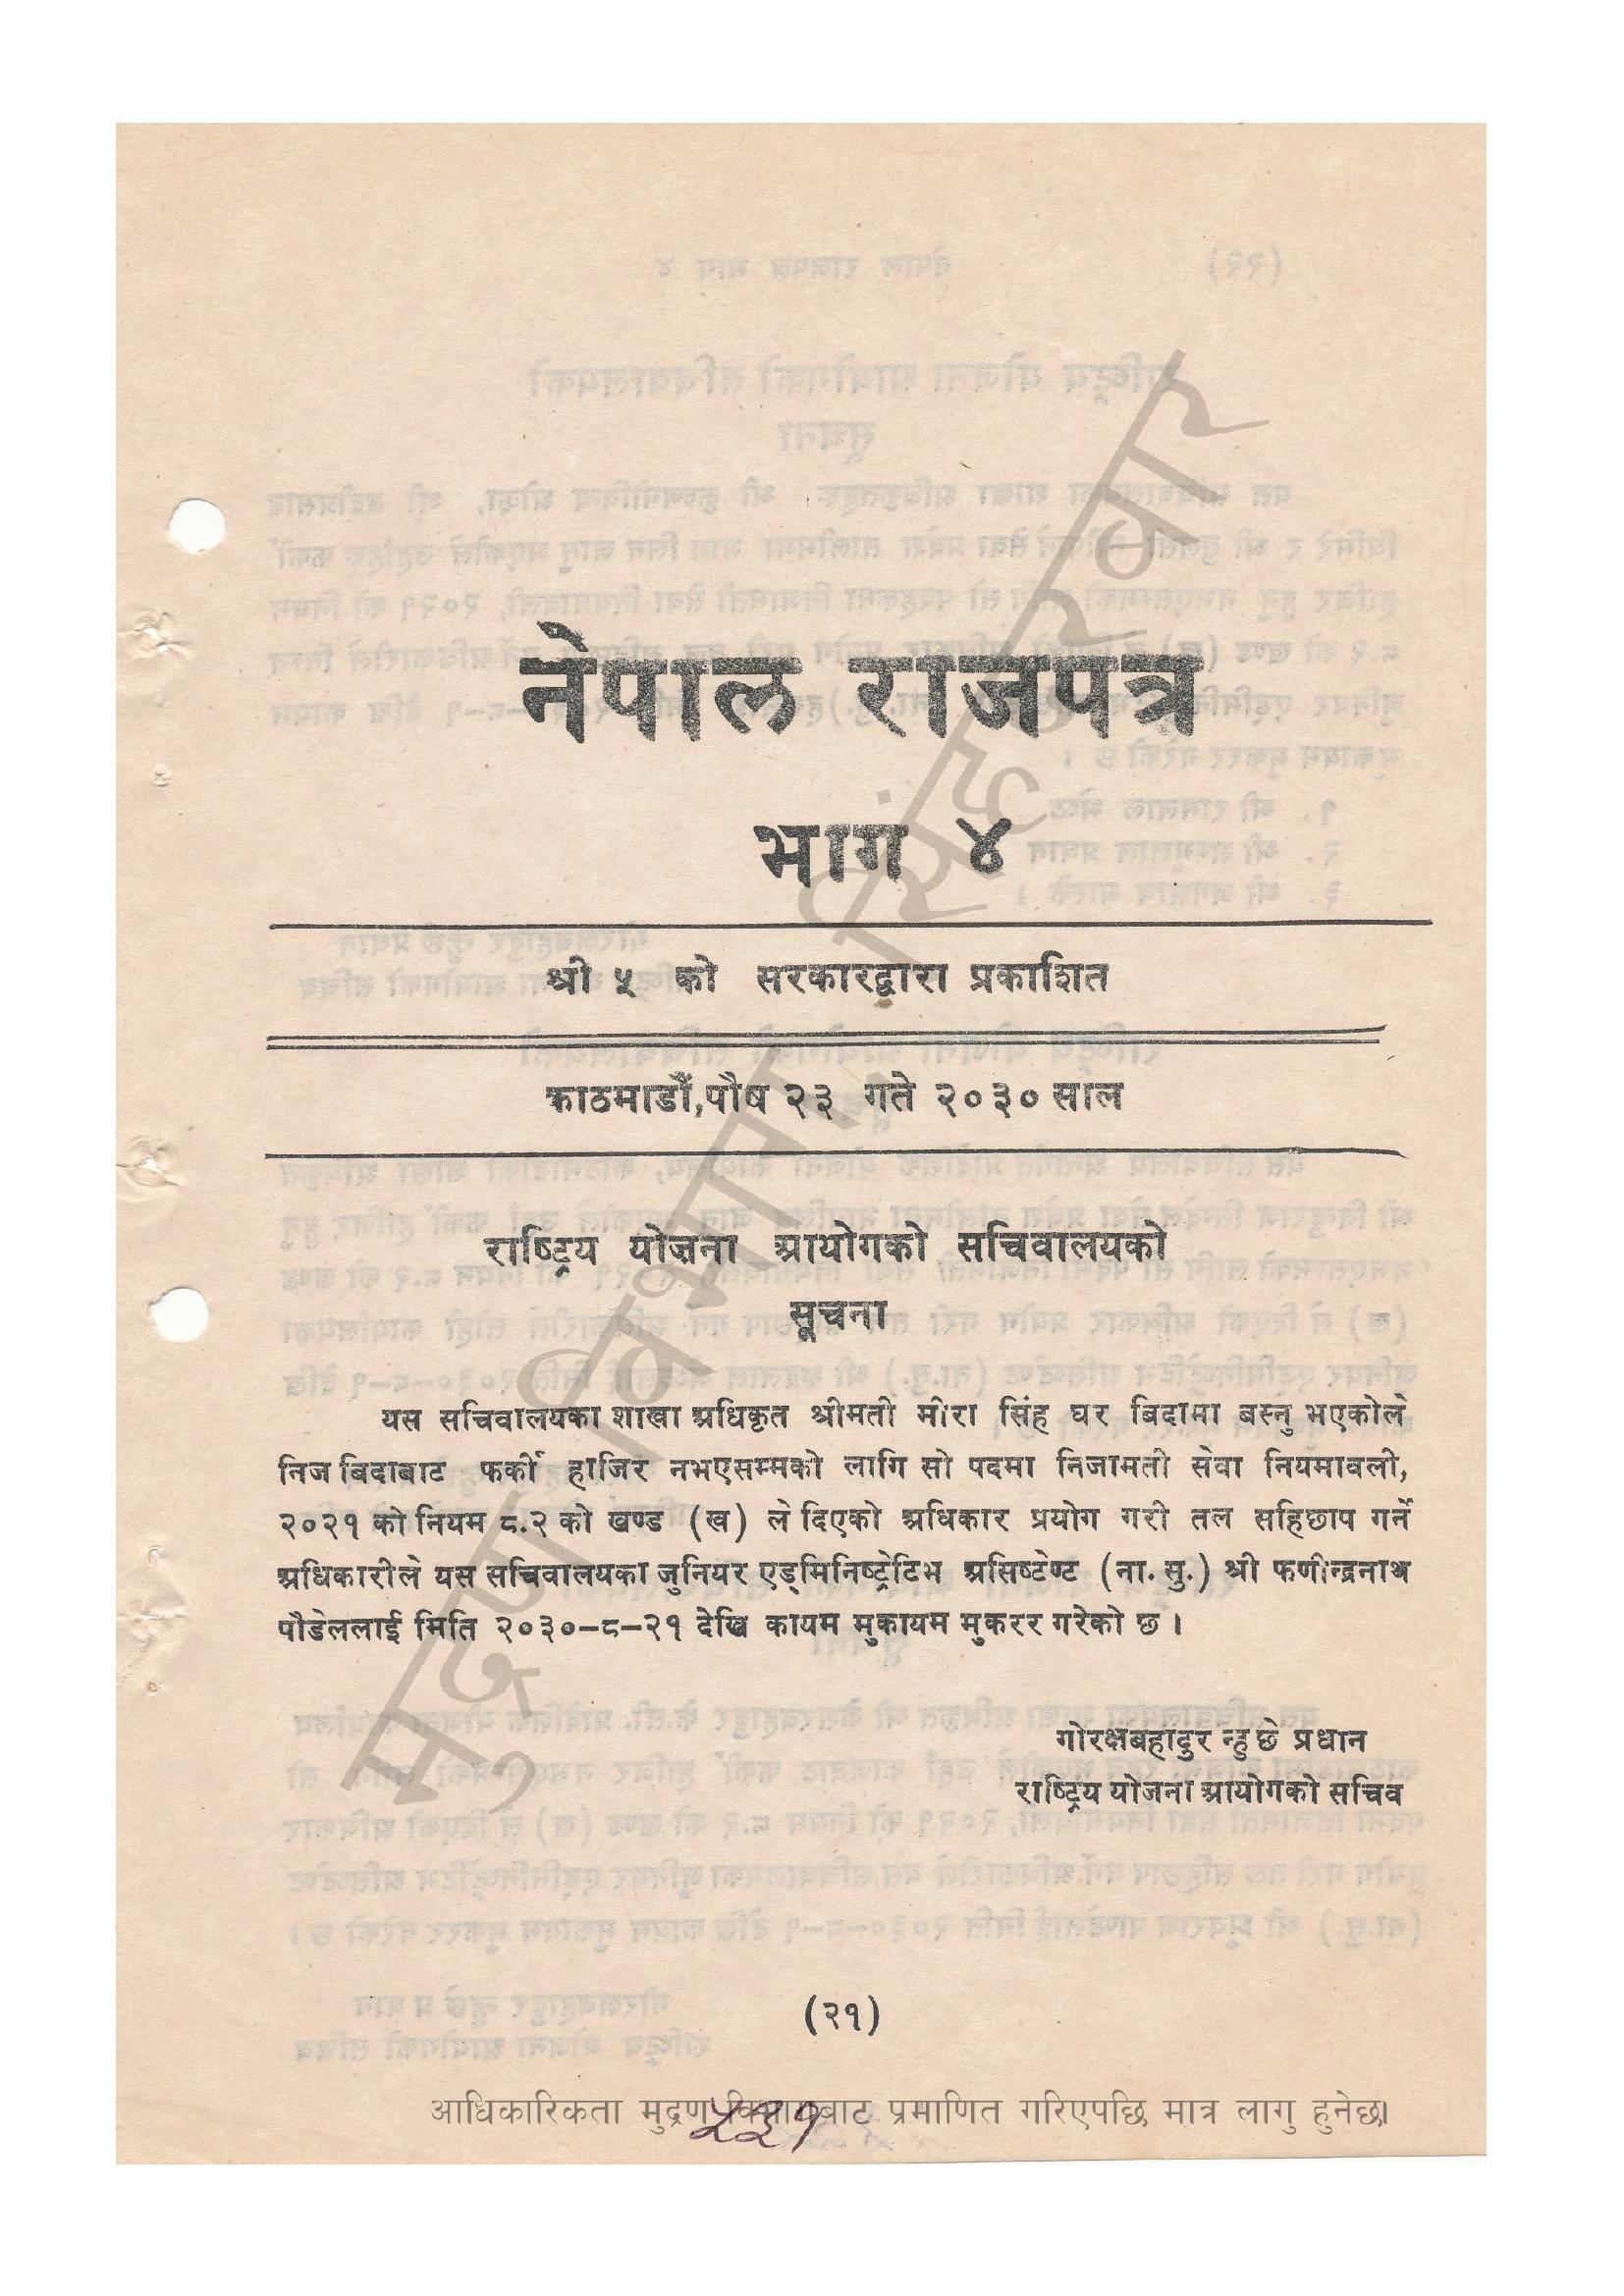 नेपाल राजपत्र
भाग ४
श्री ५ को सरकारद्वारा प्रकाशित
काठमाडौं,पौष २३ गते २०३० साल
राष्ट्रिय योजना आयोगको सचिवालयको
सूचना
यस सचिवालयका शाखा अधिकृत श्रीमती मीरा सिंह घर बिदामा बस्नु भएकोले
निज बिदाबाट फर्की हाजिर नभएसम्मको लागि सो पदमा निजामती सेवा नियमावली,
२०२१ को नियम ८.२ को खण्ड (ख) ले दिएको अधिकार प्रयोग गरी तल सहिछाप गर्ने
अधिकारीले यस सचिवालयका जुनियर एड्मिनिष्ट्रेटिभ असिष्टेण्ट (ना. सु.) श्री फणीन्द्रनाथ
पौडेललाई मिति २०३०–८–२१ देखि कायम मुकायम मुकरर गरेको छ ।
गोरक्षबहादुर न्हुछे प्रधान
राष्ट्रिय योजना आयोगको सचिव
(२१)
आधिकारिकता मुद्रण विभागबाट प्रमाणित गरिएपछि मात्र लागु हुनेछ।
५३१
मुद्रण विभाग, सिंहदरवार